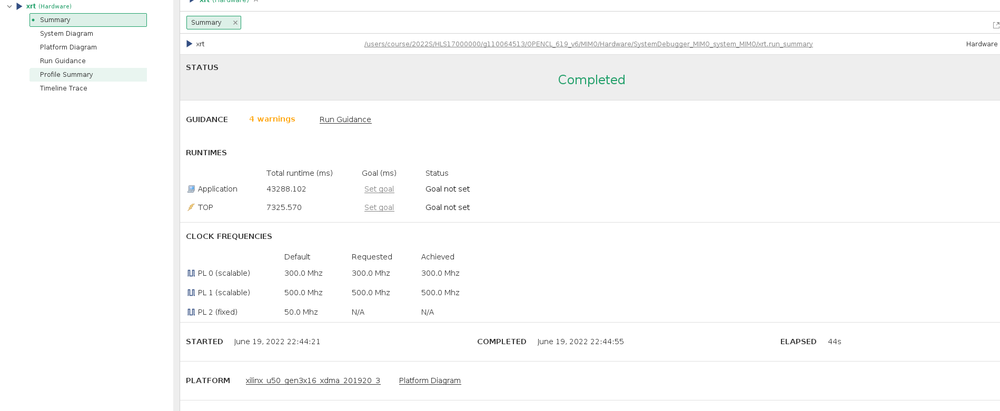 xrt (Hardware)
Summary
System Diagram
Platform Diagram
Run Guidance
Profile Summary
Timeline Trace
xrt (Hardware) ×
Summary ×
xrt /users/course/2022S/HLS17000000/g110064513/OPENCL_619_v6/MIMO/Hardware/SystemDebugger_MIMO_system_MIMO/xrt.run_summary Hardware
STATUS
Completed
GUIDANCE 4 warnings Run Guidance
RUNTIMES
Total runtime (ms) Goal (ms) Status
Application 43288.102 Set goal Goal not set
TOP 7325.570 Set goal Goal not set
CLOCK FREQUENCIES
Default Requested Achieved
PL 0 (scalable) 300.0 Mhz 300.0 Mhz 300.0 Mhz
PL 1 (scalable) 500.0 Mhz 500.0 Mhz 500.0 Mhz
PL 2 (fixed) 50.0 Mhz N/A N/A
STARTED June 19, 2022 22:44:21 COMPLETED June 19, 2022 22:44:55 ELAPSED 44s
PLATFORM xilinx_u50_gen3x16_xdma_201920_3 Platform Diagram